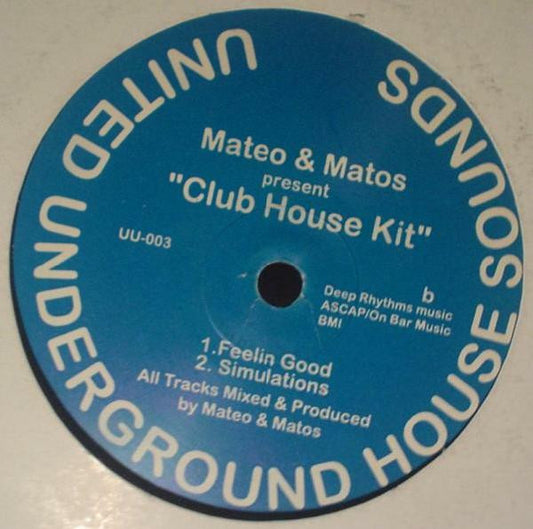 UNITED UNDERGROUND HOUSE SOUNDS
Mateo & Matos
present
"Club House Kit"
UU-003
b
Deep Rhythms music
ASCAP/On Bar Music
BMI
1.Feelin Good
2. Simulations
All Tracks Mixed & Produced
by Mateo & Matos